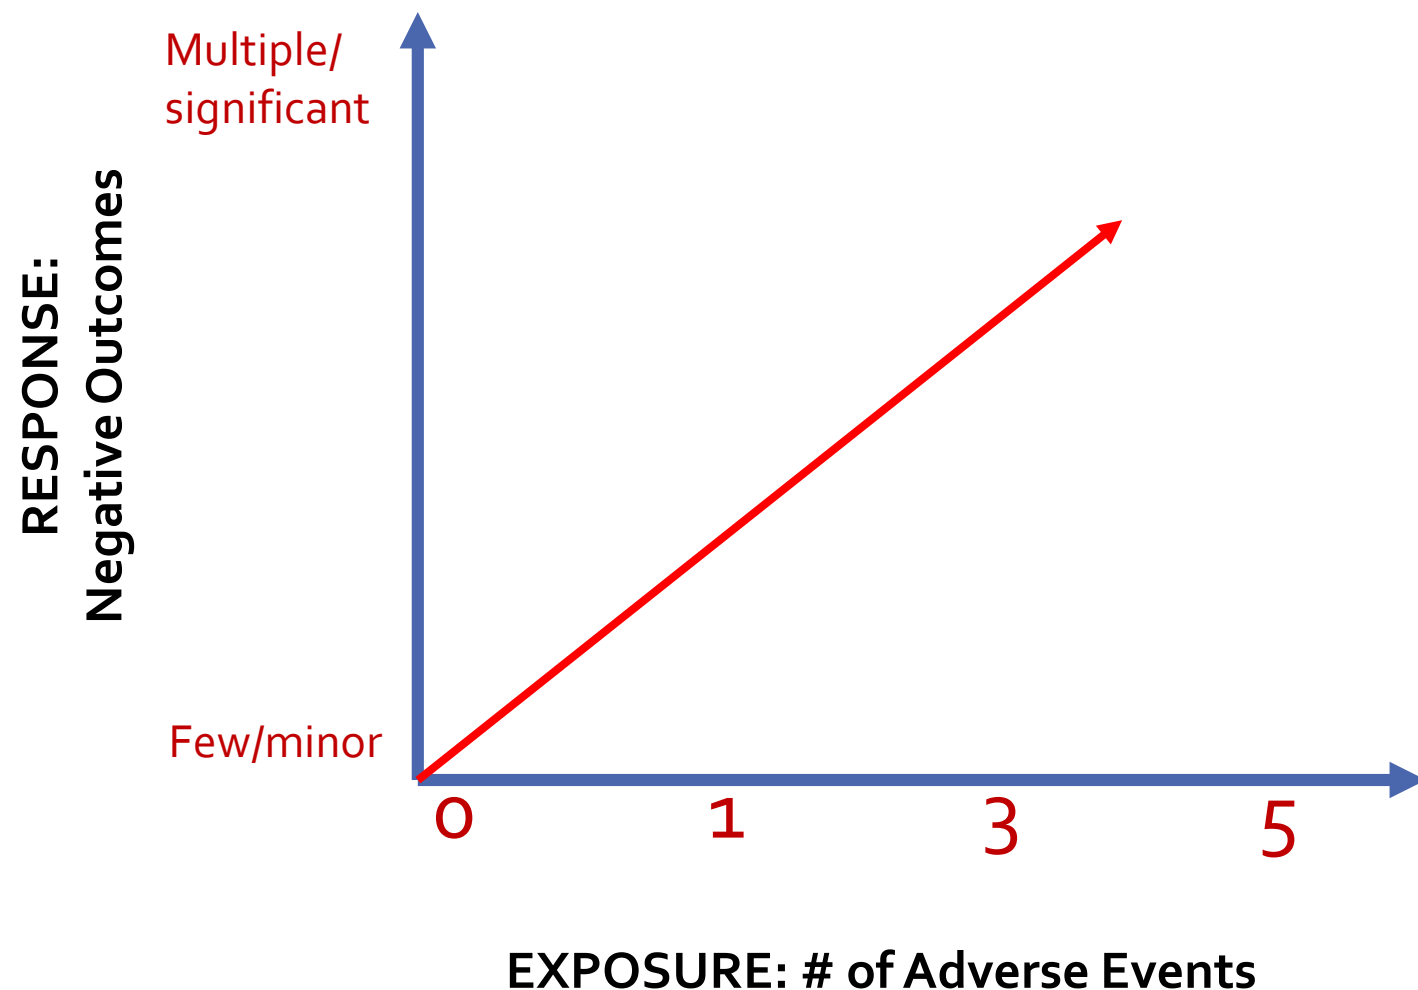 Multiple/
significant
RESPONSE:
Negative Outcomes
Few/minor
0
1
3
5
EXPOSURE: # of Adverse Events